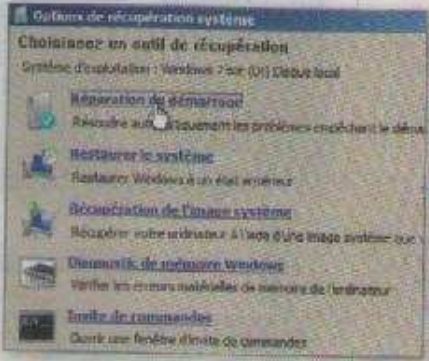 Options de récupération système
Choisissez un outil de récupération
Système d'exploitation : Windows 7 sur (D:) Disque local
Réparation du démarrage
Résoudre automatiquement les problèmes empêchant le déma
Restaurer le système
Restaurer Windows à un état antérieur
Récupération de l'image système
Récupérer votre ordinateur à l'aide d'une image système que
Diagnostic de mémoire Windows
Vérifier les erreurs matérielles de mémoire de l'ordinateur
Invite de commandes
Ouvrir une fenêtre d'invite de commandes